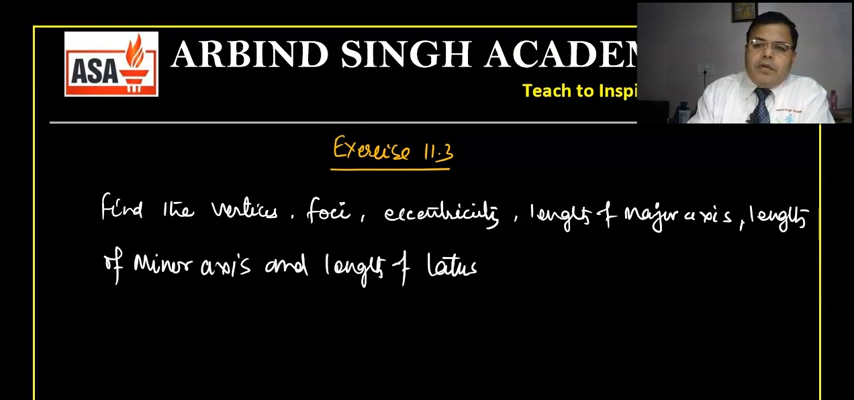 ASA
ARBIND SINGH ACADEM
Teach to Inspi
Exercise 11.3
Find the vertices, foci, eccentricity, length of major axis, length
of Minor axis and length of latus